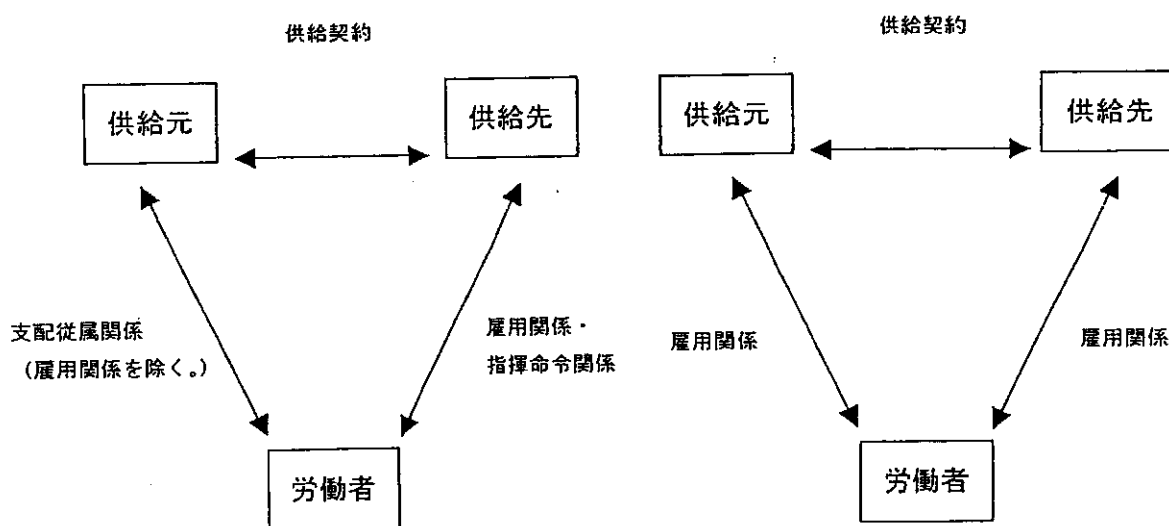 供給契約
供給元
供給先
支配従属関係
（雇用関係を除く。）
雇用関係・
指揮命令関係
労働者
供給契約
供給元
供給先
雇用関係
雇用関係
労働者